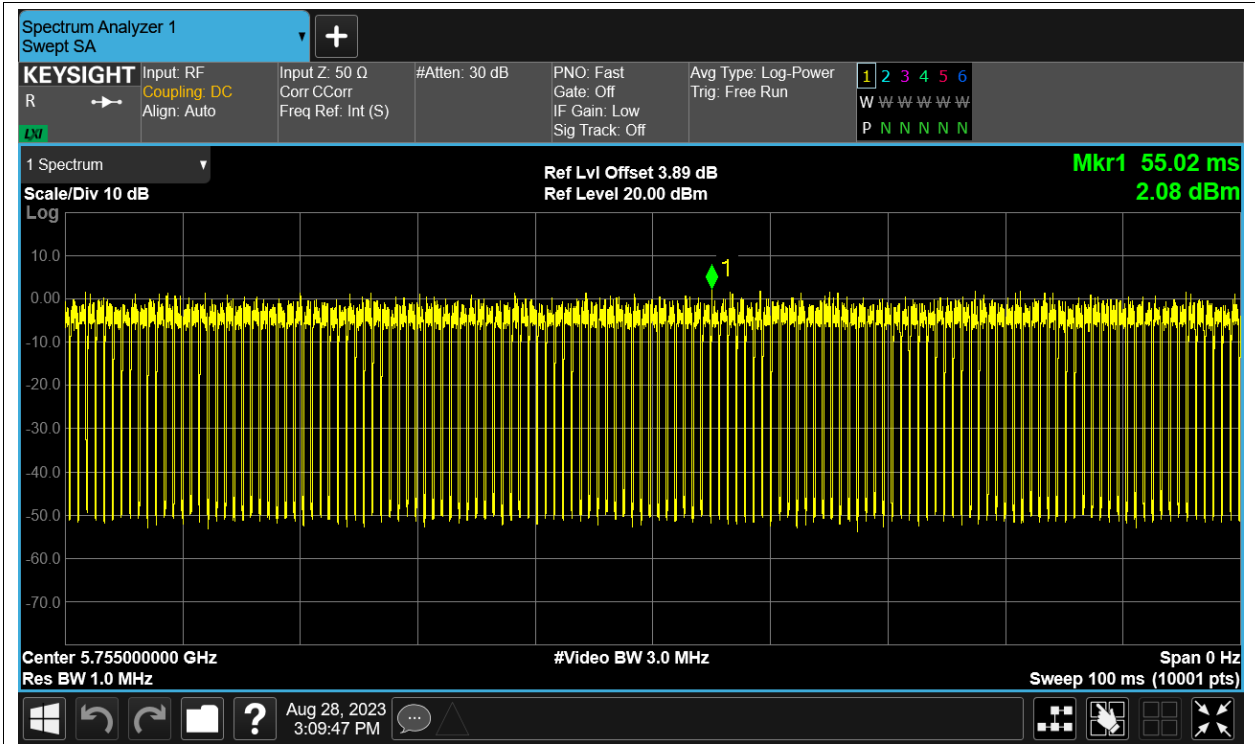 Spectrum Analyzer 1
Swept SA
+
KEYSIGHT
R
LXI
Input: RF
Coupling: DC
Align: Auto
Input Z: 50 Ω
Corr CCorr
Freq Ref: Int (S)
#Atten: 30 dB
PNO: Fast
Gate: Off
IF Gain: Low
Sig Track: Off
Avg Type: Log-Power
Trig: Free Run
1 2 3 4 5 6
W W W W W W
P N N N N N
1 Spectrum
Scale/Div 10 dB
Log
Ref Lvl Offset 3.89 dB
Ref Level 20.00 dBm
Mkr1 55.02 ms
2.08 dBm
1
10.0
0.00
-10.0
-20.0
-30.0
-40.0
-50.0
-60.0
-70.0
Center 5.755000000 GHz
#Video BW 3.0 MHz
Span 0 Hz
Res BW 1.0 MHz
Sweep 100 ms (10001 pts)
?
Aug 28, 2023
3:09:47 PM